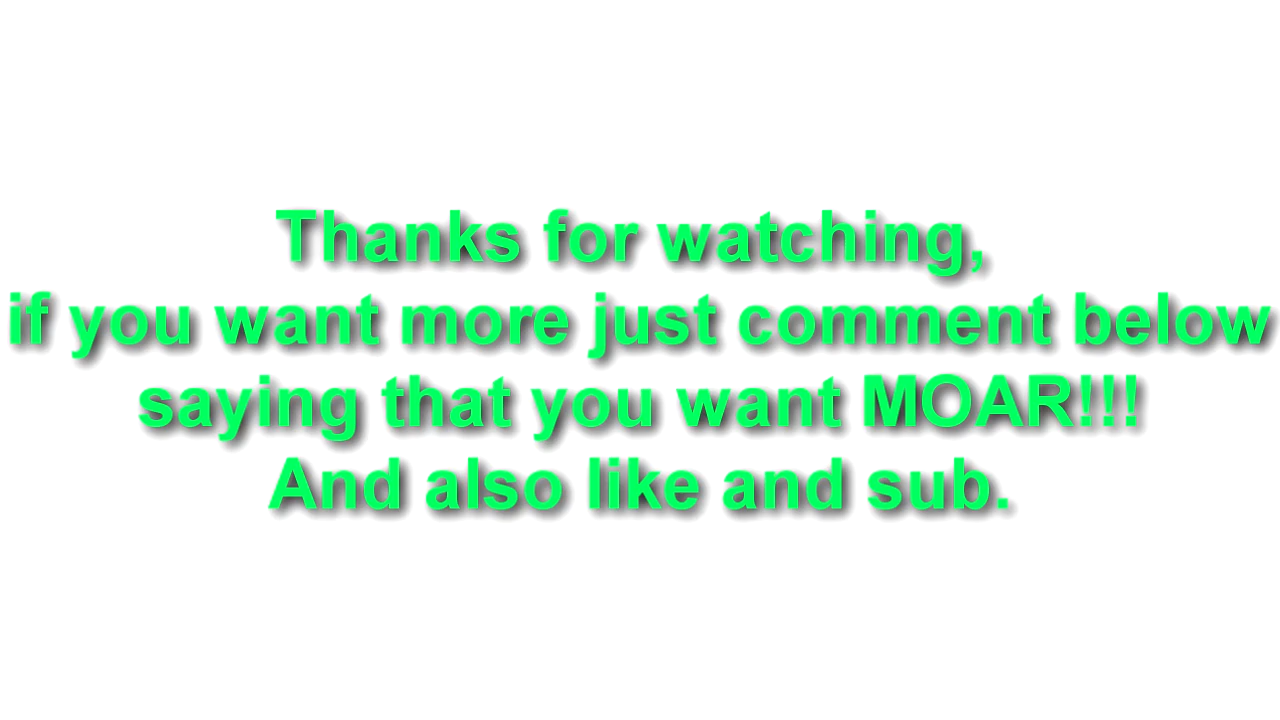 Thanks for watching,
if you want more just comment below
saying that you want MOAR!!!
And also like and sub.